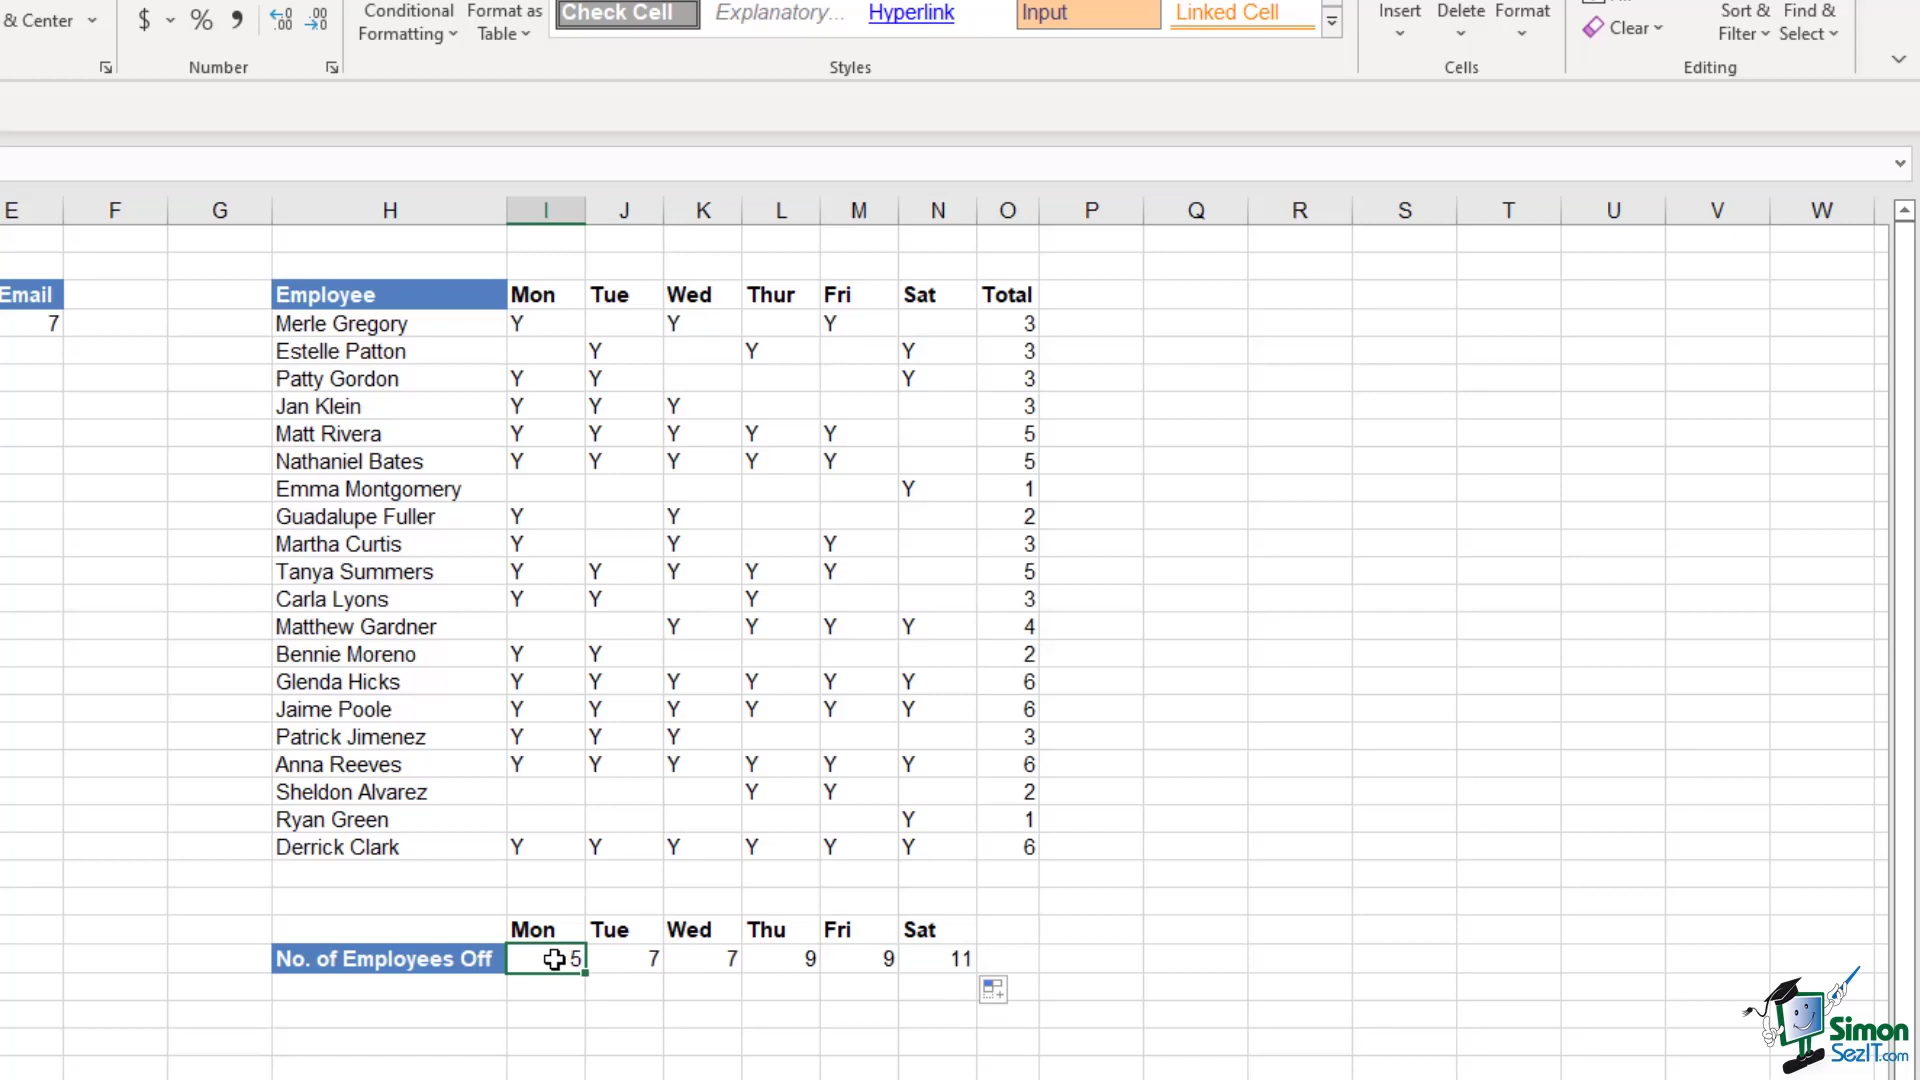 & Center $ % , .00 .00
Conditional Formatting
Format as Table
Check Cell Explanatory... Hyperlink Input Linked Cell
Insert Delete Format
Clear
Sort & Filter
Find & Select
Number Styles Cells Editing
E F G H I J K L M N O P Q R S T U V W
Email Employee Mon Tue Wed Thur Fri Sat Total
7 Merle Gregory Y Y Y 3
Estelle Patton Y Y Y 3
Patty Gordon Y Y Y 3
Jan Klein Y Y Y 3
Matt Rivera Y Y Y Y Y 5
Nathaniel Bates Y Y Y Y Y 5
Emma Montgomery Y 1
Guadalupe Fuller Y Y 2
Martha Curtis Y Y Y 3
Tanya Summers Y Y Y Y Y 5
Carla Lyons Y Y Y 3
Matthew Gardner Y Y Y Y 4
Bennie Moreno Y Y 2
Glenda Hicks Y Y Y Y Y Y 6
Jaime Poole Y Y Y Y Y Y 6
Patrick Jimenez Y Y Y 3
Anna Reeves Y Y Y Y Y Y 6
Sheldon Alvarez Y Y 2
Ryan Green Y 1
Derrick Clark Y Y Y Y Y Y 6
Mon Tue Wed Thu Fri Sat
No. of Employees Off 5 7 7 9 9 11
Simon
SezIT.com